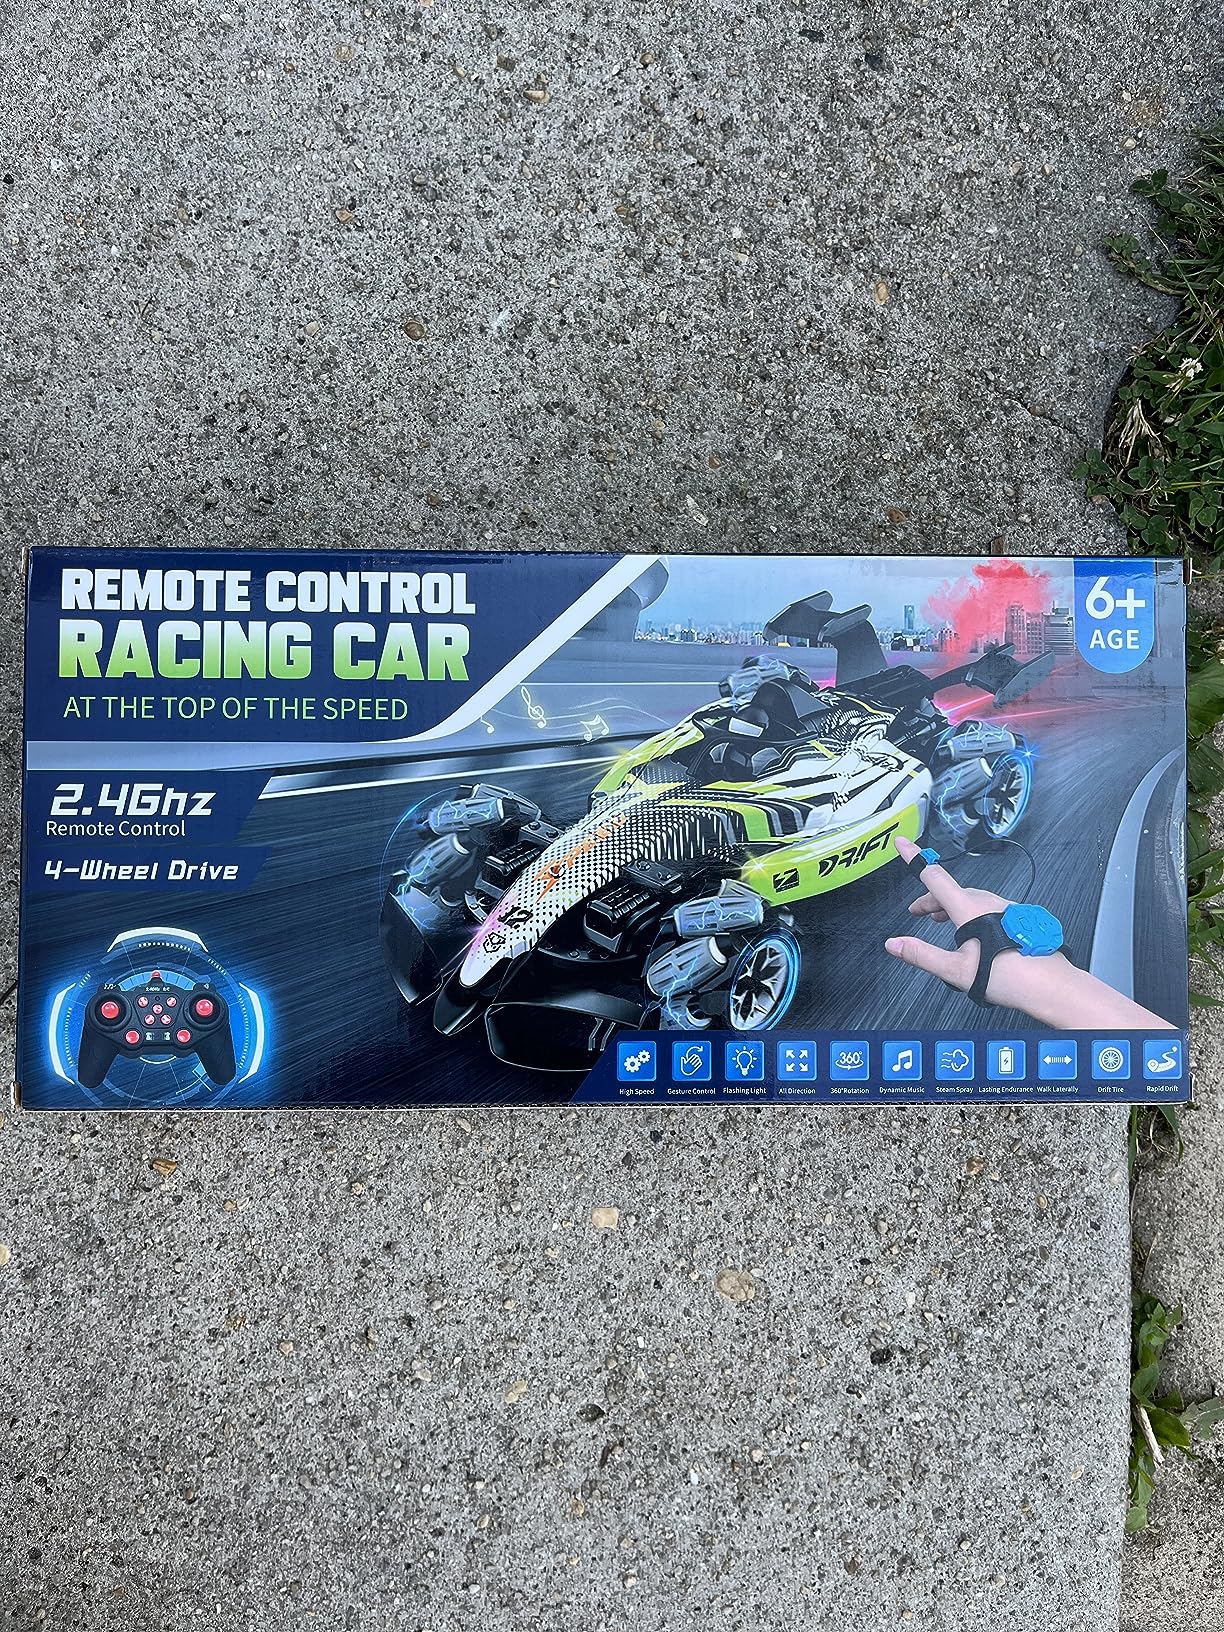 REMOTE CONTROL
RACING CAR
AT THE TOP OF THE SPEED
6+
AGE
2.4Ghz
Remote Control
4-Wheel Drive
DRIFT
12
High Speed
Gesture Control
Flashing Light
All Direction
360°
360°Rotation
Dynamic Music
Steam Spray
Lasting Endurance
Walk Laterally
Drift Tire
Rapid Drift